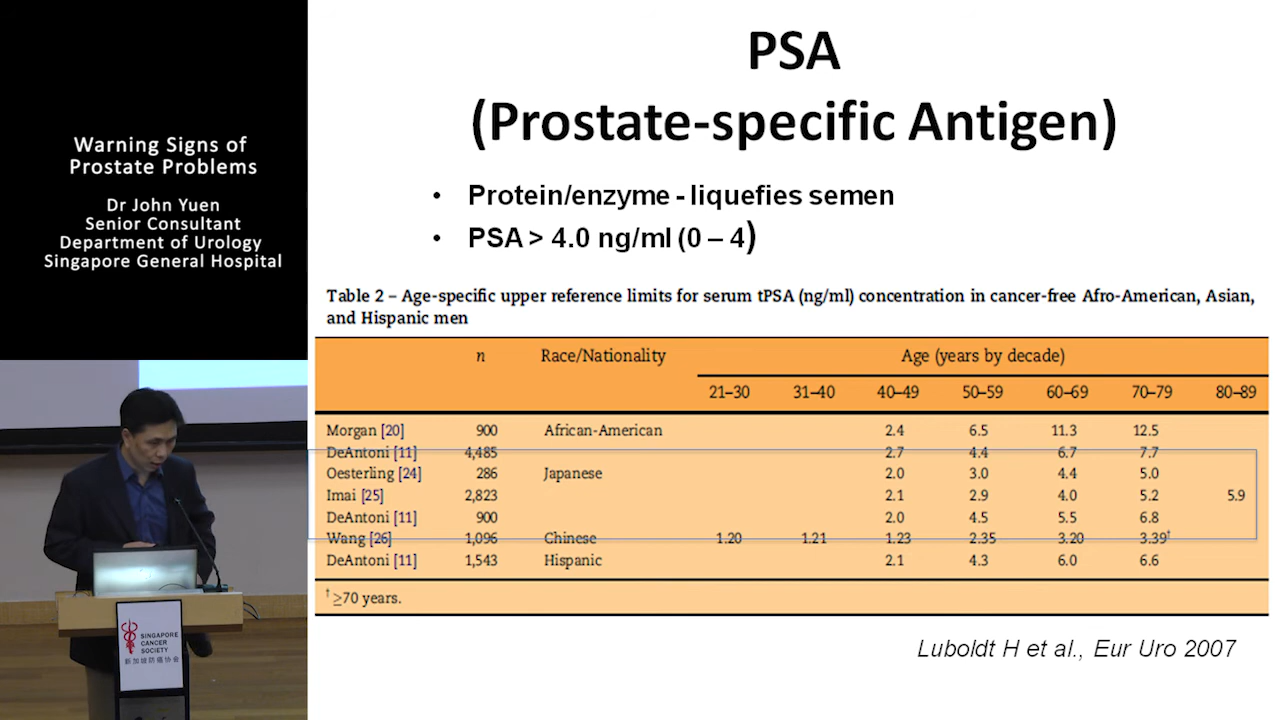 Warning Signs of
Prostate Problems
Dr John Yuen
Senior Consultant
Department of Urology
Singapore General Hospital
SINGAPORE
CANCER
SOCIETY
新加坡防癌协会
PSA
(Prostate-specific Antigen)
• Protein/enzyme - liquefies semen
• PSA > 4.0 ng/ml (0 – 4)
Table 2 – Age-specific upper reference limits for serum tPSA (ng/ml) concentration in cancer-free Afro-American, Asian,
and Hispanic men
n Race/Nationality Age (years by decade)
21–30 31–40 40–49 50–59 60–69 70–79 80–89
Morgan [20] 900 African-American 2.4 6.5 11.3 12.5
DeAntoni [11] 4,485 2.7 4.4 6.7 7.7
Oesterling [24] 286 Japanese 2.0 3.0 4.4 5.0
Imai [25] 2,823 2.1 2.9 4.0 5.2 5.9
DeAntoni [11] 900 2.0 4.5 5.5 6.8
Wang [26] 1,096 Chinese 1.20 1.21 1.23 2.35 3.20 3.39†
DeAntoni [11] 1,543 Hispanic 2.1 4.3 6.0 6.6
† ≥70 years.
Luboldt H et al., Eur Uro 2007